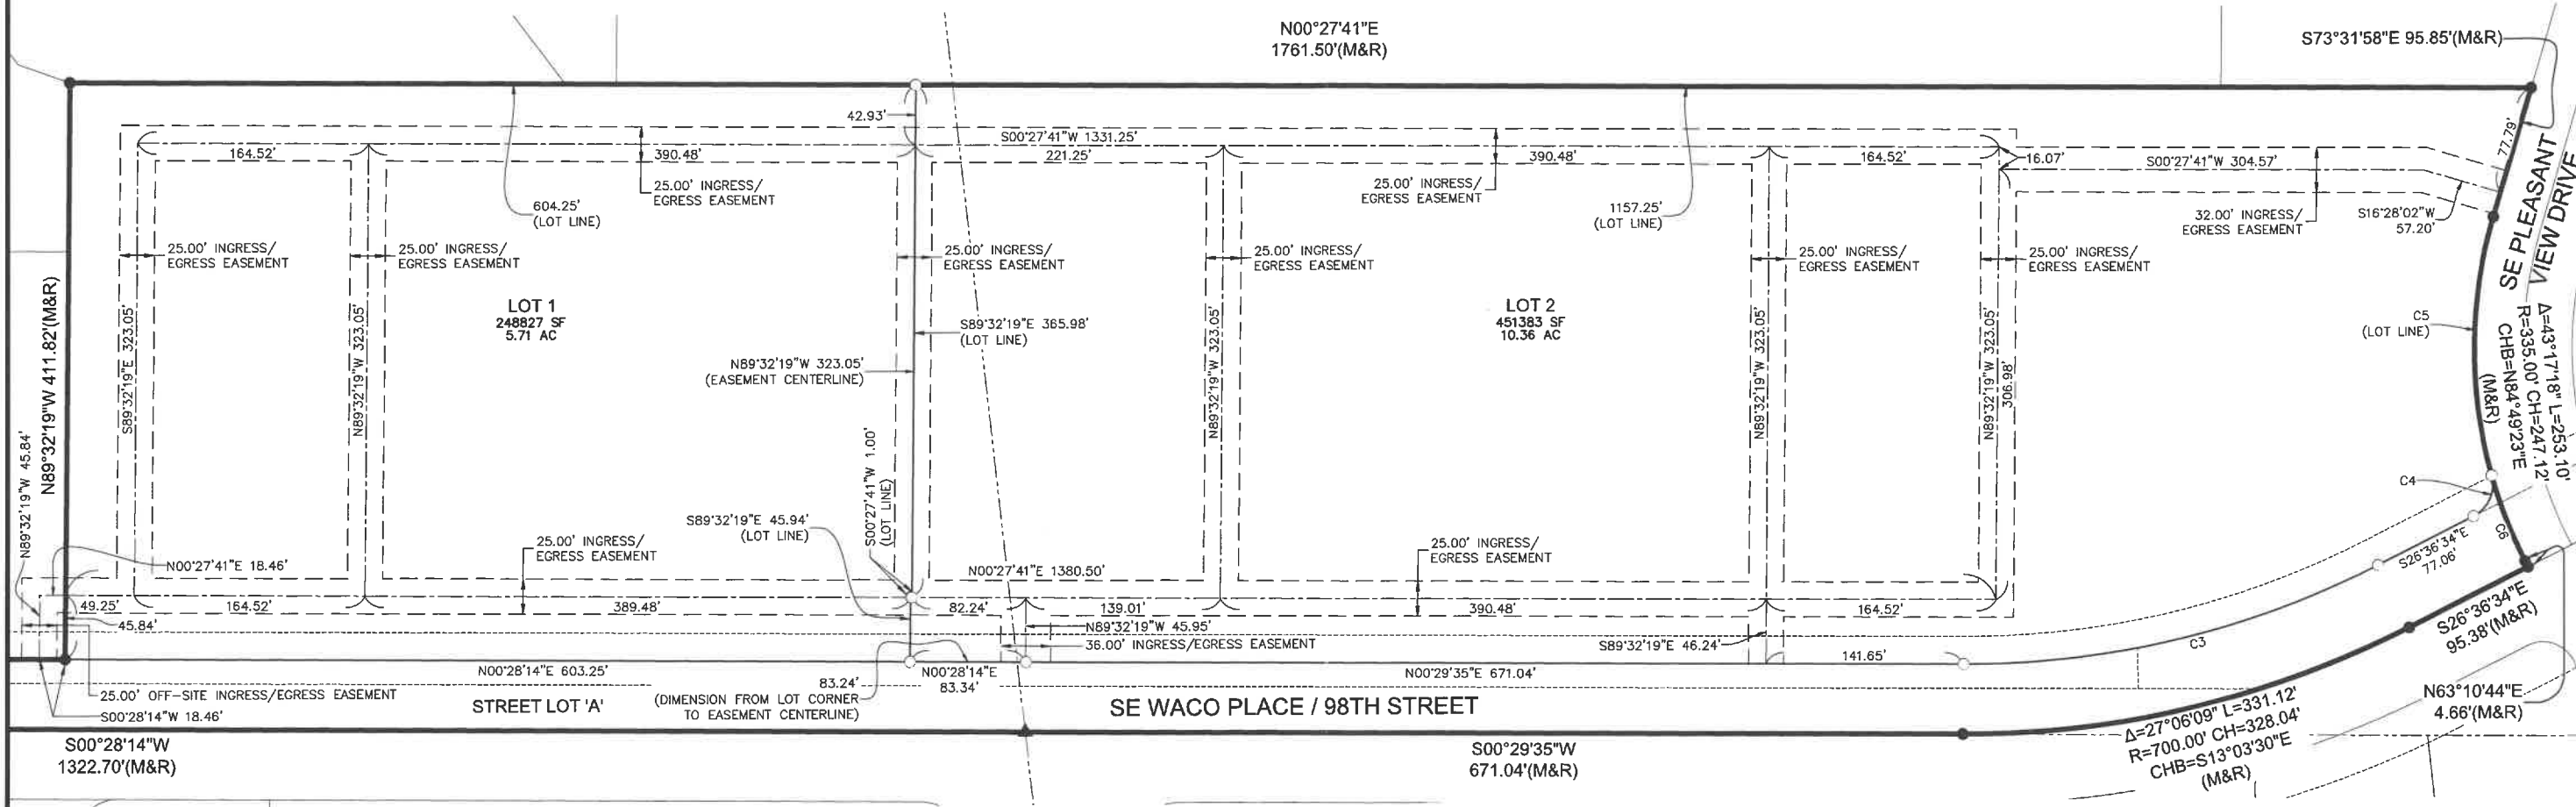 N00°27'41"E
1761.50'(M&R)
S73°31'58"E 95.85'(M&R)
42.93'
S00°27'41"W 1331.25'
164.52'
390.48'
221.25'
390.48'
164.52'
16.07'
S00°27'41"W 304.57'
77.79'
SE PLEASANT
VIEW DRIVE
25.00' INGRESS/
EGRESS EASEMENT
604.25'
(LOT LINE)
25.00' INGRESS/
EGRESS EASEMENT
1157.25'
(LOT LINE)
32.00' INGRESS/
EGRESS EASEMENT
S16°28'02"W
57.20'
25.00' INGRESS/
EGRESS EASEMENT
25.00' INGRESS/
EGRESS EASEMENT
25.00' INGRESS/
EGRESS EASEMENT
25.00' INGRESS/
EGRESS EASEMENT
25.00' INGRESS/
EGRESS EASEMENT
25.00' INGRESS/
EGRESS EASEMENT
N89°32'19"W 411.82'(M&R)
N89°32'19"W 45.84'
S89°32'19"E 323.05'
N89°32'19"W 323.05'
LOT 1
248827 SF
5.71 AC
S89°32'19"E 365.98'
(LOT LINE)
N89°32'19"W 323.05'
(EASEMENT CENTERLINE)
N89°32'19"W 323.05'
LOT 2
451383 SF
10.36 AC
N89°32'19"W 323.05'
N89°32'19"W 323.05'
306.98'
C5
(LOT LINE)
Δ=43°17'18" L=253.10'
R=335.00' CH=247.12'
CHB=N84°49'23"E
(M&R)
S00°27'41"W 1.00'
(LOT LINE)
S89°32'19"E 45.94'
(LOT LINE)
25.00' INGRESS/
EGRESS EASEMENT
25.00' INGRESS/
EGRESS EASEMENT
C4
C6
N00°27'41"E 18.46'
N00°27'41"E 1380.50'
49.25'
164.52'
389.48'
82.24'
139.01'
390.48'
164.52'
45.84'
N89°32'19"W 45.95'
36.00' INGRESS/EGRESS EASEMENT
S89°32'19"E 46.24'
141.65'
S26°36'34"E
77.06'
S26°36'34"E
95.38'(M&R)
C3
N00°28'14"E 603.25'
N00°28'14"E
83.34'
N00°29'35"E 671.04'
25.00' OFF-SITE INGRESS/EGRESS EASEMENT
S00°28'14"W 18.46'
STREET LOT 'A'
83.24'
(DIMENSION FROM LOT CORNER
TO EASEMENT CENTERLINE)
SE WACO PLACE / 98TH STREET
N63°10'44"E
4.66'(M&R)
Δ=27°06'09" L=331.12'
R=700.00' CH=328.04'
CHB=S13°03'30"E
(M&R)
S00°28'14"W
1322.70'(M&R)
S00°29'35"W
671.04'(M&R)